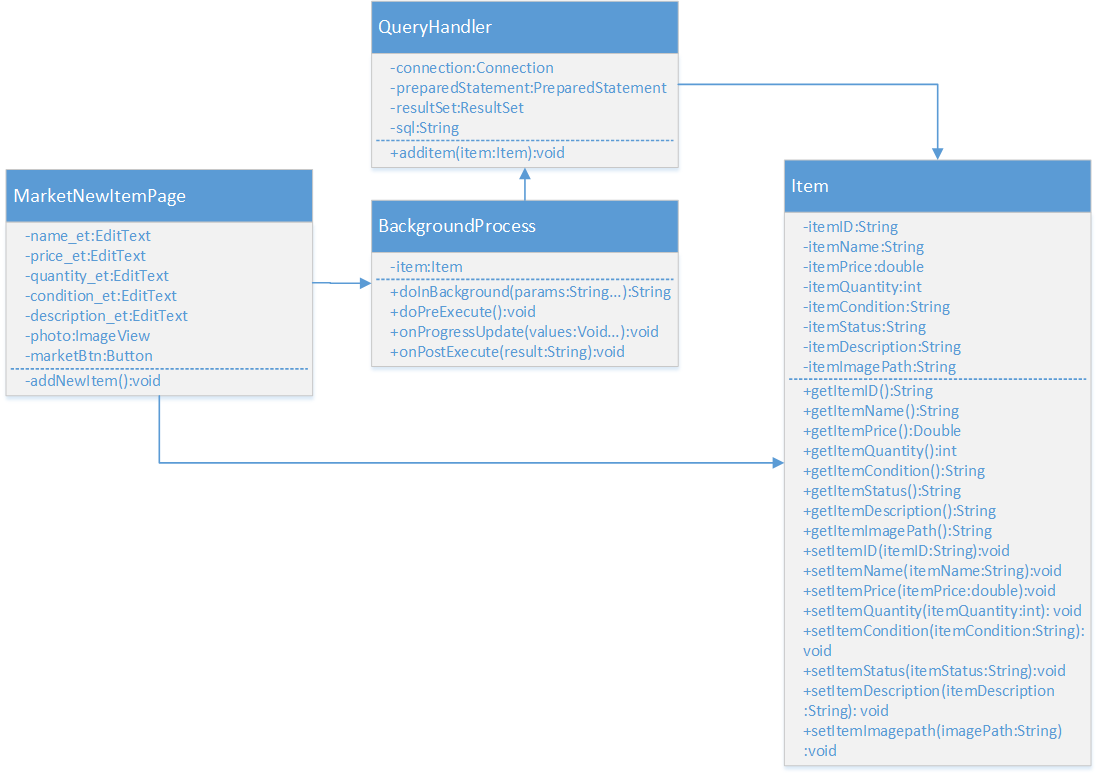 QueryHandler
-connection:Connection
-preparedStatement:PreparedStatement
-resultSet:ResultSet
-sql:String
+additem(item:Item):void
MarketNewItemPage
-name_et:EditText
-price_et:EditText
-quantity_et:EditText
-condition_et:EditText
-description_et:EditText
-photo:ImageView
-marketBtn:Button
-addNewItem():void
BackgroundProcess
-item:Item
+doInBackground(params:String...):String
+doPreExecute():void
+onProgressUpdate(values:Void...):void
+onPostExecute(result:String):void
Item
-itemID:String
-itemName:String
-itemPrice:double
-itemQuantity:int
-itemCondition:String
-itemStatus:String
-itemDescription:String
-itemImagePath:String
+getItemID():String
+getItemName():String
+getItemPrice():Double
+getItemQuantity():int
+getItemCondition():String
+getItemStatus():String
+getItemDescription():String
+getItemImagePath():String
+setItemID(itemID:String):void
+setItemName(itemName:String):void
+setItemPrice(itemPrice:double):void
+setItemQuantity(itemQuantity:int): void
+setItemCondition(itemCondition:String):
void
+setItemStatus(itemStatus:String):void
+setItemDescription(itemDescription
:String): void
+setItemImagepath(imagePath:String)
:void